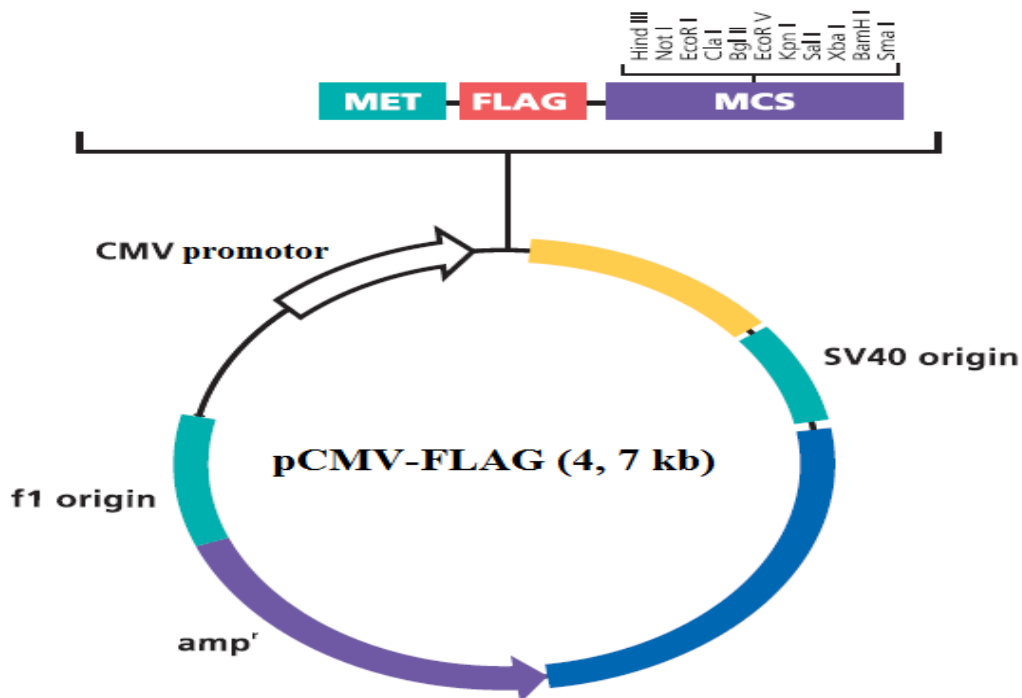 Hind III
Not I
EcoR I
Cla I
Bgl II
EcoR V
Kpn I
Sal I
Xba I
BamH I
Sma I
MET FLAG MCS
CMV promotor
SV40 origin
pCMV-FLAG (4, 7 kb)
f1 origin
ampʳ